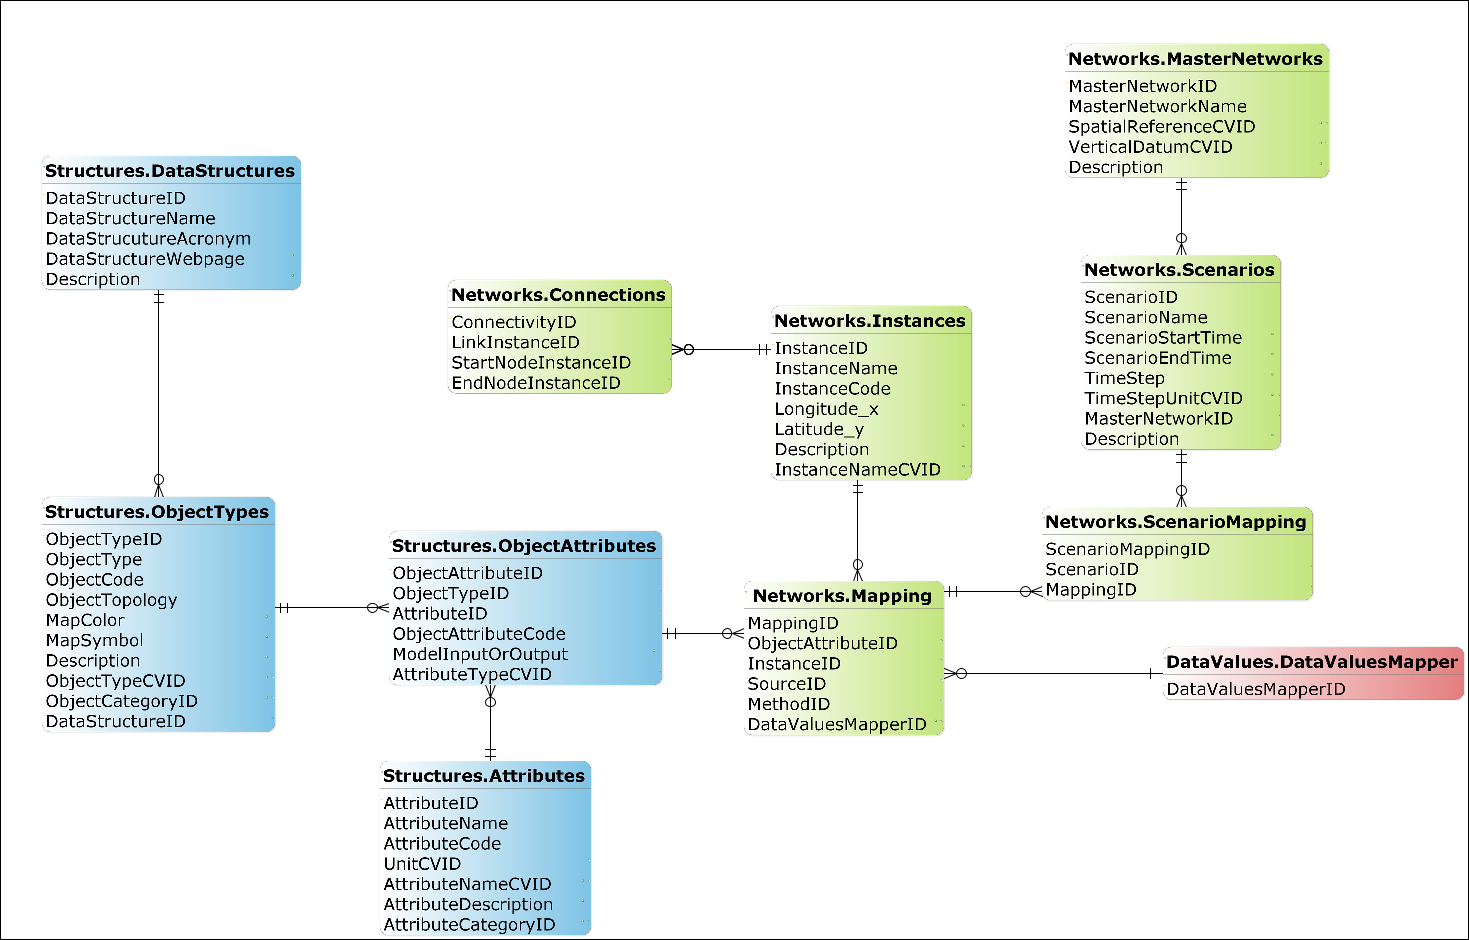 Networks.MasterNetworks
MasterNetworkID
MasterNetworkName
SpatialReferenceCVID
VerticalDatumCVID
Description
Structures.DataStructures
DataStructureID
DataStructureName
DataStrucutureAcronym
DataStructureWebpage
Description
Networks.Scenarios
ScenarioID
ScenarioName
ScenarioStartTime
ScenarioEndTime
TimeStep
TimeStepUnitCVID
MasterNetworkID
Description
Networks.Connections
ConnectivityID
LinkInstanceID
StartNodeInstanceID
EndNodeInstanceID
Networks.Instances
InstanceID
InstanceName
InstanceCode
Longitude_x
Latitude_y
Description
InstanceNameCVID
Structures.ObjectTypes
ObjectTypeID
ObjectType
ObjectCode
ObjectTopology
MapColor
MapSymbol
Description
ObjectTypeCVID
ObjectCategoryID
DataStructureID
Structures.ObjectAttributes
ObjectAttributeID
ObjectTypeID
AttributeID
ObjectAttributeCode
ModelInputOrOutput
AttributeTypeCVID
Networks.ScenarioMapping
ScenarioMappingID
ScenarioID
MappingID
Networks.Mapping
MappingID
ObjectAttributeID
InstanceID
SourceID
MethodID
DataValuesMapperID
DataValues.DataValuesMapper
DataValuesMapperID
Structures.Attributes
AttributeID
AttributeName
AttributeCode
UnitCVID
AttributeNameCVID
AttributeDescription
AttributeCategoryID